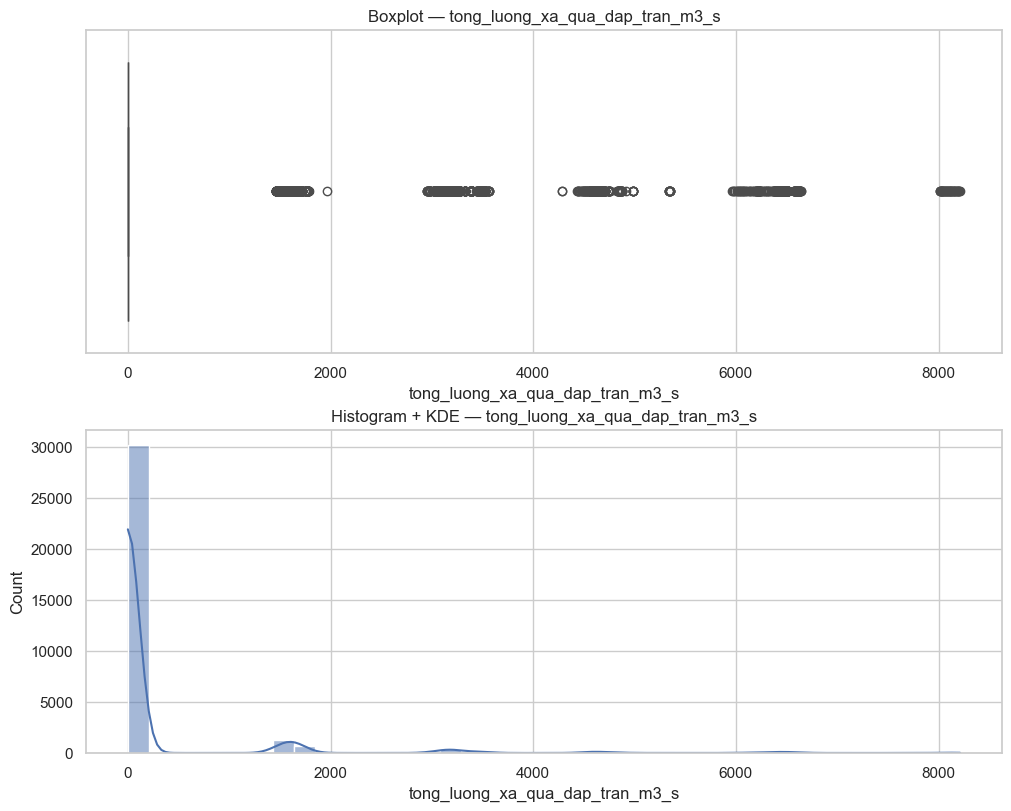 Boxplot — tong_luong_xa_qua_dap_tran_m3_s
0 2000 4000 6000 8000
tong_luong_xa_qua_dap_tran_m3_s
Histogram + KDE — tong_luong_xa_qua_dap_tran_m3_s
30000
25000
20000
15000
10000
5000
0
Count
0 2000 4000 6000 8000
tong_luong_xa_qua_dap_tran_m3_s